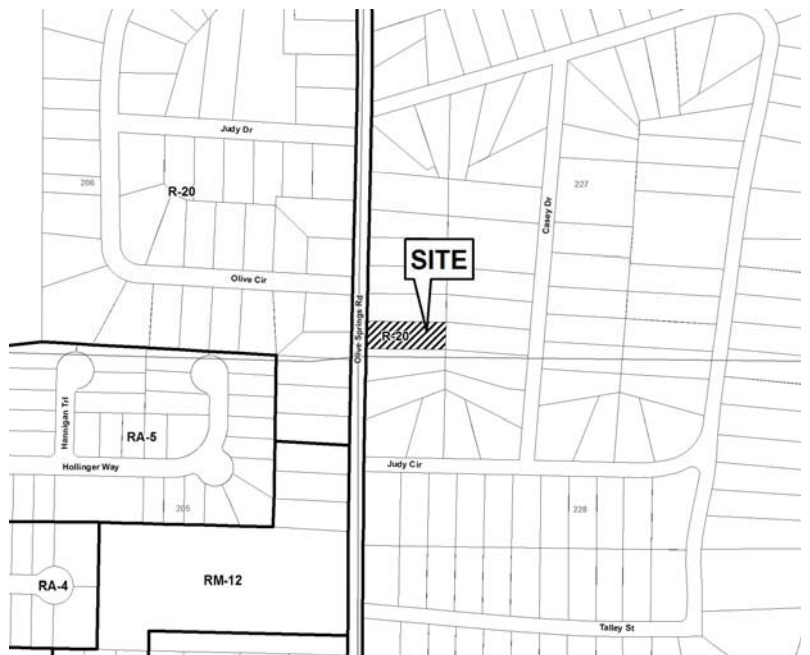 Judy Dr
206
R-20
227
Casey Dr
SITE
Olive Cir
Olive Springs Rd
R-20
Hannigan Trl
RA-5
Hollinger Way
Judy Cir
205
228
RA-4
RM-12
Talley St